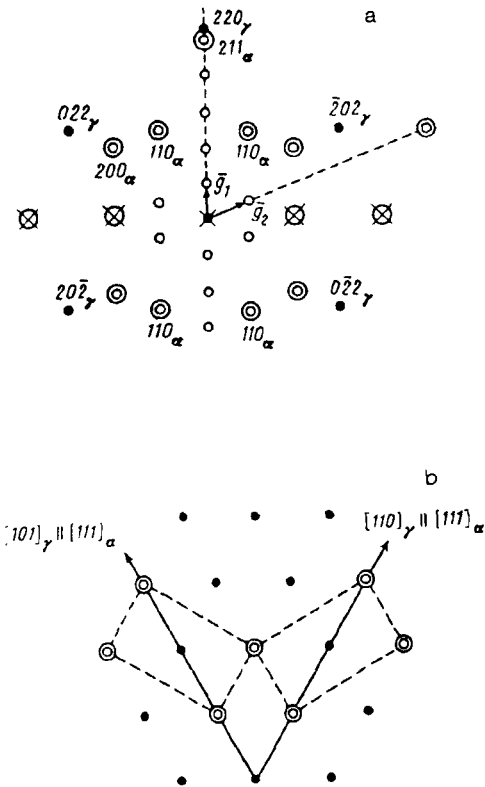 a
220γ
211α
022γ
2̄02γ
110α
110α
200α
ḡ1
ḡ2
202̄γ
02̄2γ
110α
110α
b
[101]γ ∥ [111]α
[110]γ ∥ [111]α